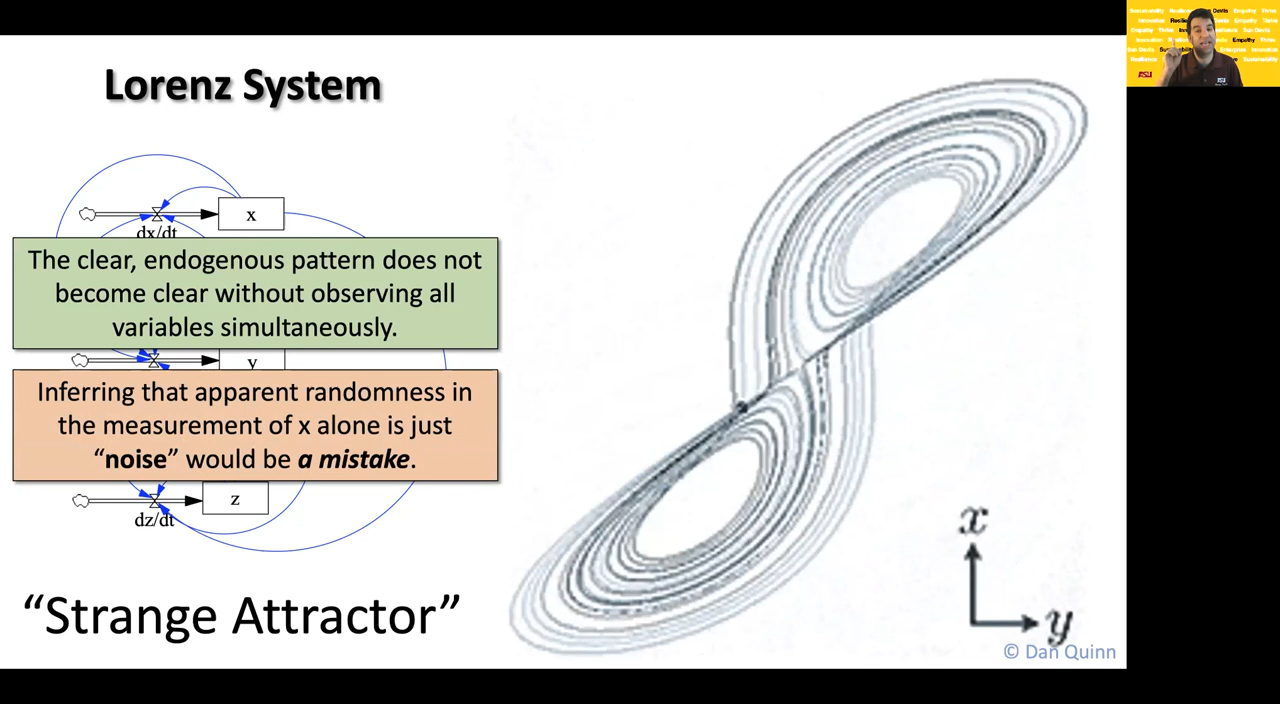 Lorenz System
x
dx/dt
The clear, endogenous pattern does not
become clear without observing all
variables simultaneously.
y
Inferring that apparent randomness in
the measurement of x alone is just
“noise” would be a mistake.
z
dz/dt
“Strange Attractor”
x
y
© Dan Quinn
Empathy
ASU